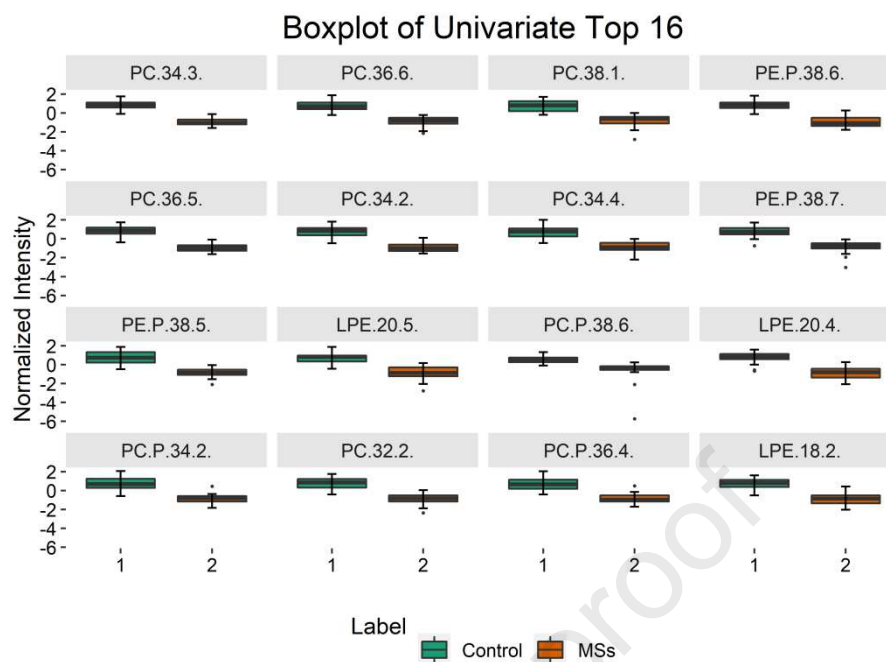 Boxplot of Univariate Top 16
PC.34.3. PC.36.6. PC.38.1. PE.P.38.6.
2
0
-2
-4
-6
PC.36.5. PC.34.2. PC.34.4. PE.P.38.7.
2
0
-2
-4
-6
PE.P.38.5. LPE.20.5. PC.P.38.6. LPE.20.4.
2
0
-2
-4
-6
PC.P.34.2. PC.32.2. PC.P.36.4. LPE.18.2.
2
0
-2
-4
-6
Normalized Intensity
1 2 1 2 1 2 1 2
Label
Control MSs
proof